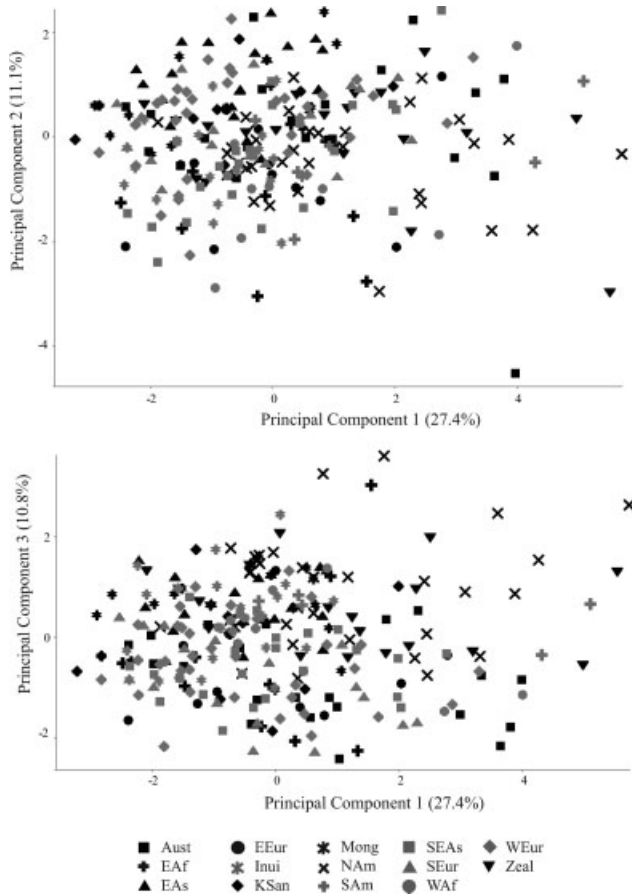 2
0
-2
-4
Principal Component 2 (11.1%)
-2
0
2
4
Principal Component 1 (27.4%)
2
0
-2
Principal Component 3 (10.8%)
-2
0
2
4
Principal Component 1 (27.4%)
Aust EEur Mong SEAs WEur
EAf Inui NAm SEur Zeal
EAs KSan SAm WAf